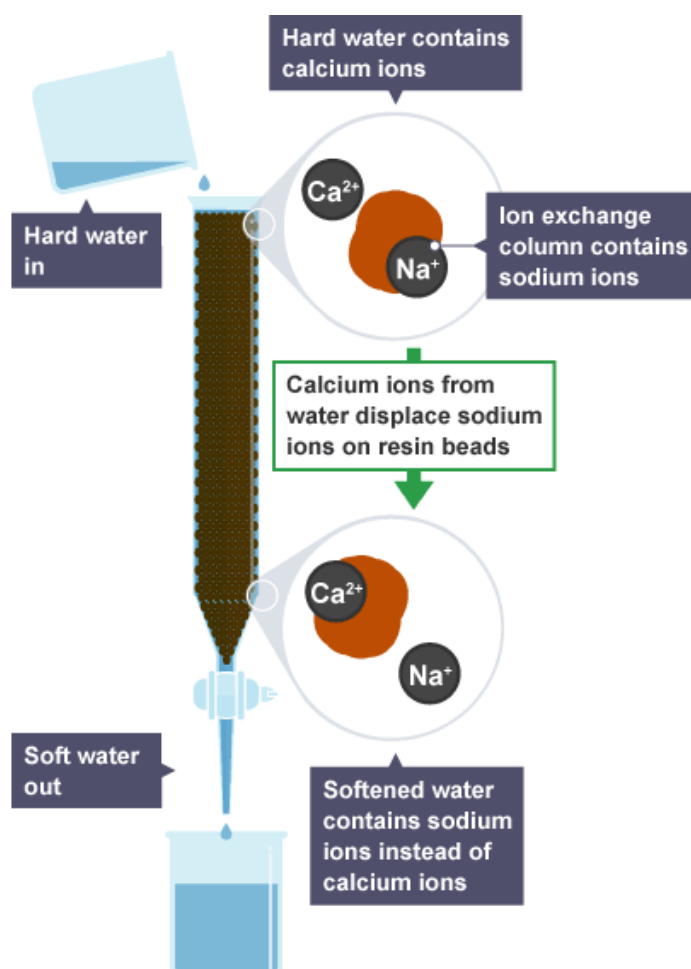 Hard water contains
calcium ions
Ca²⁺
Hard water
in
Na⁺
Ion exchange
column contains
sodium ions
Calcium ions from
water displace sodium
ions on resin beads
Ca²⁺
Na⁺
Soft water
out
Softened water
contains sodium
ions instead of
calcium ions